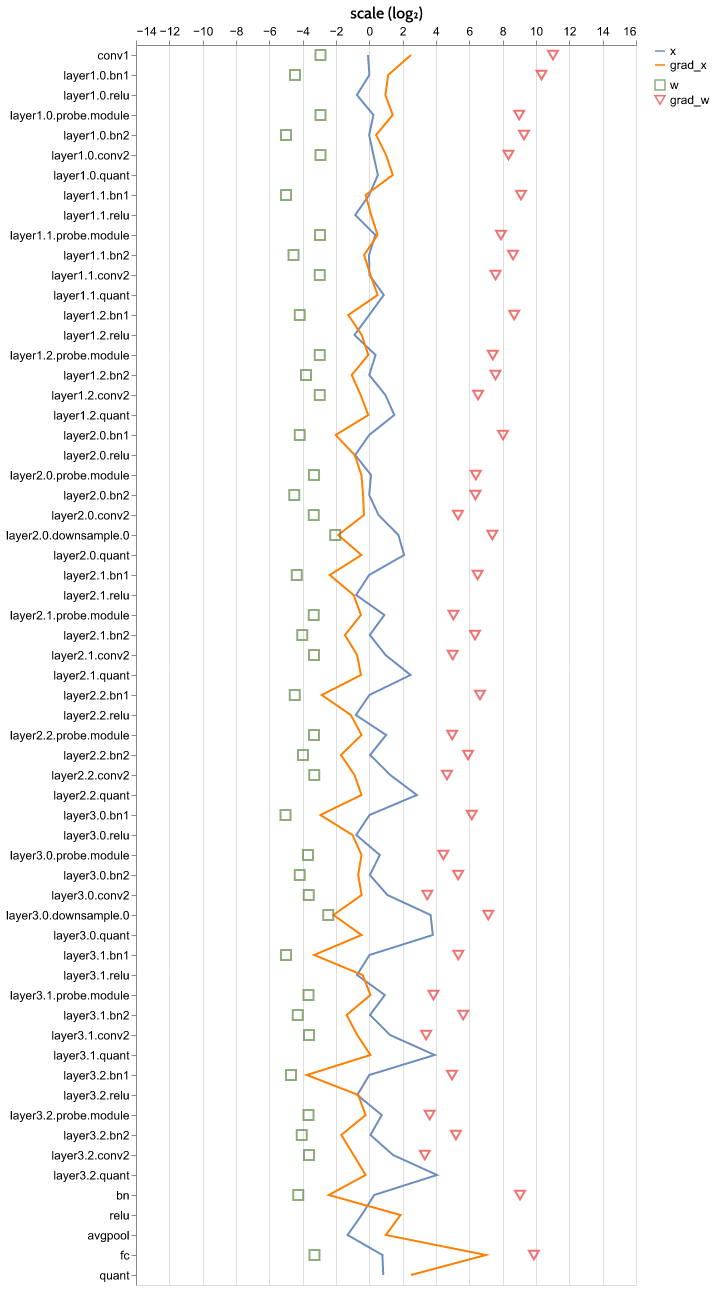 scale (log₂)
−14 −12 −10 −8 −6 −4 −2 0 2 4 6 8 10 12 14 16
x
grad_x
w
grad_w
conv1
layer1.0.bn1
layer1.0.relu
layer1.0.probe.module
layer1.0.bn2
layer1.0.conv2
layer1.0.quant
layer1.1.bn1
layer1.1.relu
layer1.1.probe.module
layer1.1.bn2
layer1.1.conv2
layer1.1.quant
layer1.2.bn1
layer1.2.relu
layer1.2.probe.module
layer1.2.bn2
layer1.2.conv2
layer1.2.quant
layer2.0.bn1
layer2.0.relu
layer2.0.probe.module
layer2.0.bn2
layer2.0.conv2
layer2.0.downsample.0
layer2.0.quant
layer2.1.bn1
layer2.1.relu
layer2.1.probe.module
layer2.1.bn2
layer2.1.conv2
layer2.1.quant
layer2.2.bn1
layer2.2.relu
layer2.2.probe.module
layer2.2.bn2
layer2.2.conv2
layer2.2.quant
layer3.0.bn1
layer3.0.relu
layer3.0.probe.module
layer3.0.bn2
layer3.0.conv2
layer3.0.downsample.0
layer3.0.quant
layer3.1.bn1
layer3.1.relu
layer3.1.probe.module
layer3.1.bn2
layer3.1.conv2
layer3.1.quant
layer3.2.bn1
layer3.2.relu
layer3.2.probe.module
layer3.2.bn2
layer3.2.conv2
layer3.2.quant
bn
relu
avgpool
fc
quant